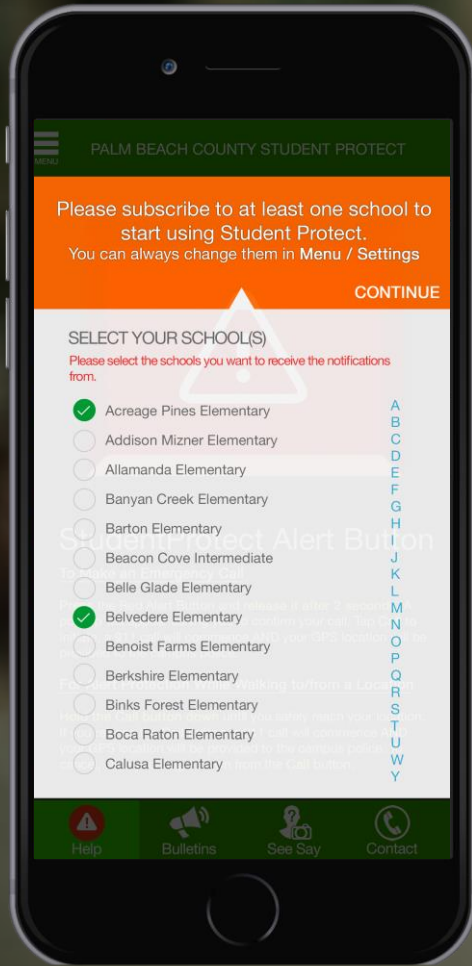 MENU
PALM BEACH COUNTY STUDENT PROTECT
Please subscribe to at least one school to
start using Student Protect.
You can always change them in Menu / Settings
CONTINUE
SELECT YOUR SCHOOL(S)
Please select the schools you want to receive the notifications
from.
Acreage Pines Elementary
Addison Mizner Elementary
Allamanda Elementary
Banyan Creek Elementary
Barton Elementary
Beacon Cove Intermediate
Belle Glade Elementary
Belvedere Elementary
Benoist Farms Elementary
Berkshire Elementary
Binks Forest Elementary
Boca Raton Elementary
Calusa Elementary
A
B
C
D
E
F
G
H
I
J
K
L
M
N
O
P
Q
R
S
T
U
W
Y
StudentProtect Alert Button
Help
Bulletins
See Say
Contact